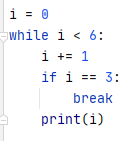 i = 0
while i < 6:
    i += 1
    if i == 3:
        break
    print(i)